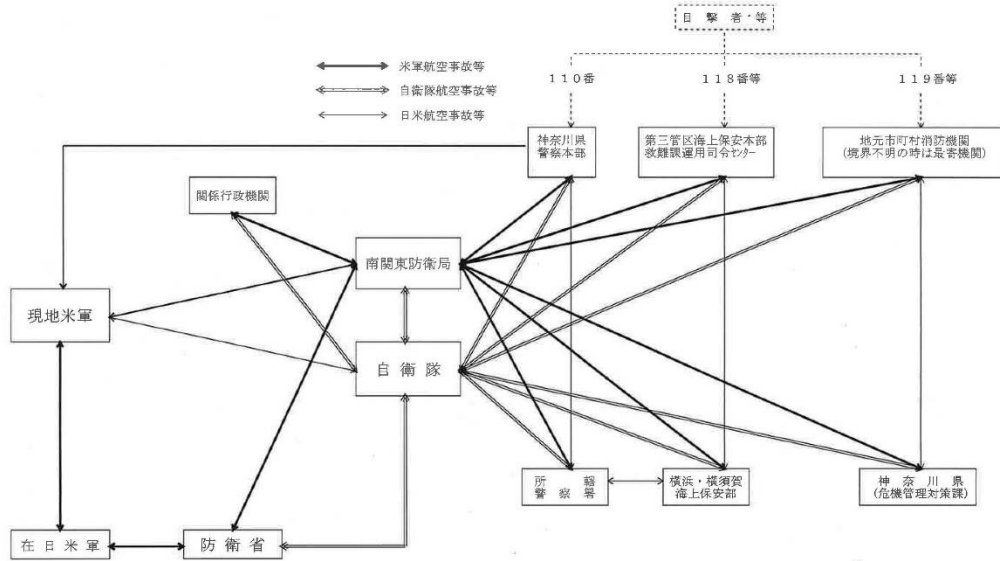 目撃者等
110番
118番等
119番等
米軍航空事故等
自衛隊航空事故等
日米航空事故等
神奈川県
警察本部
第三管区海上保安本部
救難課運用司令センター
地元市町村消防機関
(境界不明の時は最寄機関)
関係行政機関
南関東防衛局
現地米軍
自衛隊
所轄
警察署
横浜・横須賀
海上保安部
神奈川県
(危機管理対策課)
在日米軍
防衛省